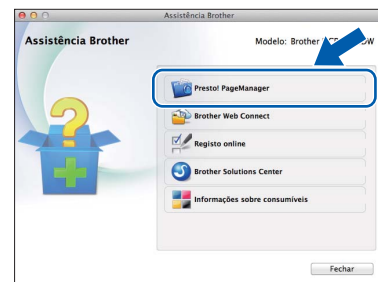 Assistência Brother
Assistência Brother
Modelo: Brother
Presto! PageManager
Brother Web Connect
Registo online
Brother Solutions Center
Informações sobre consumíveis
Fechar